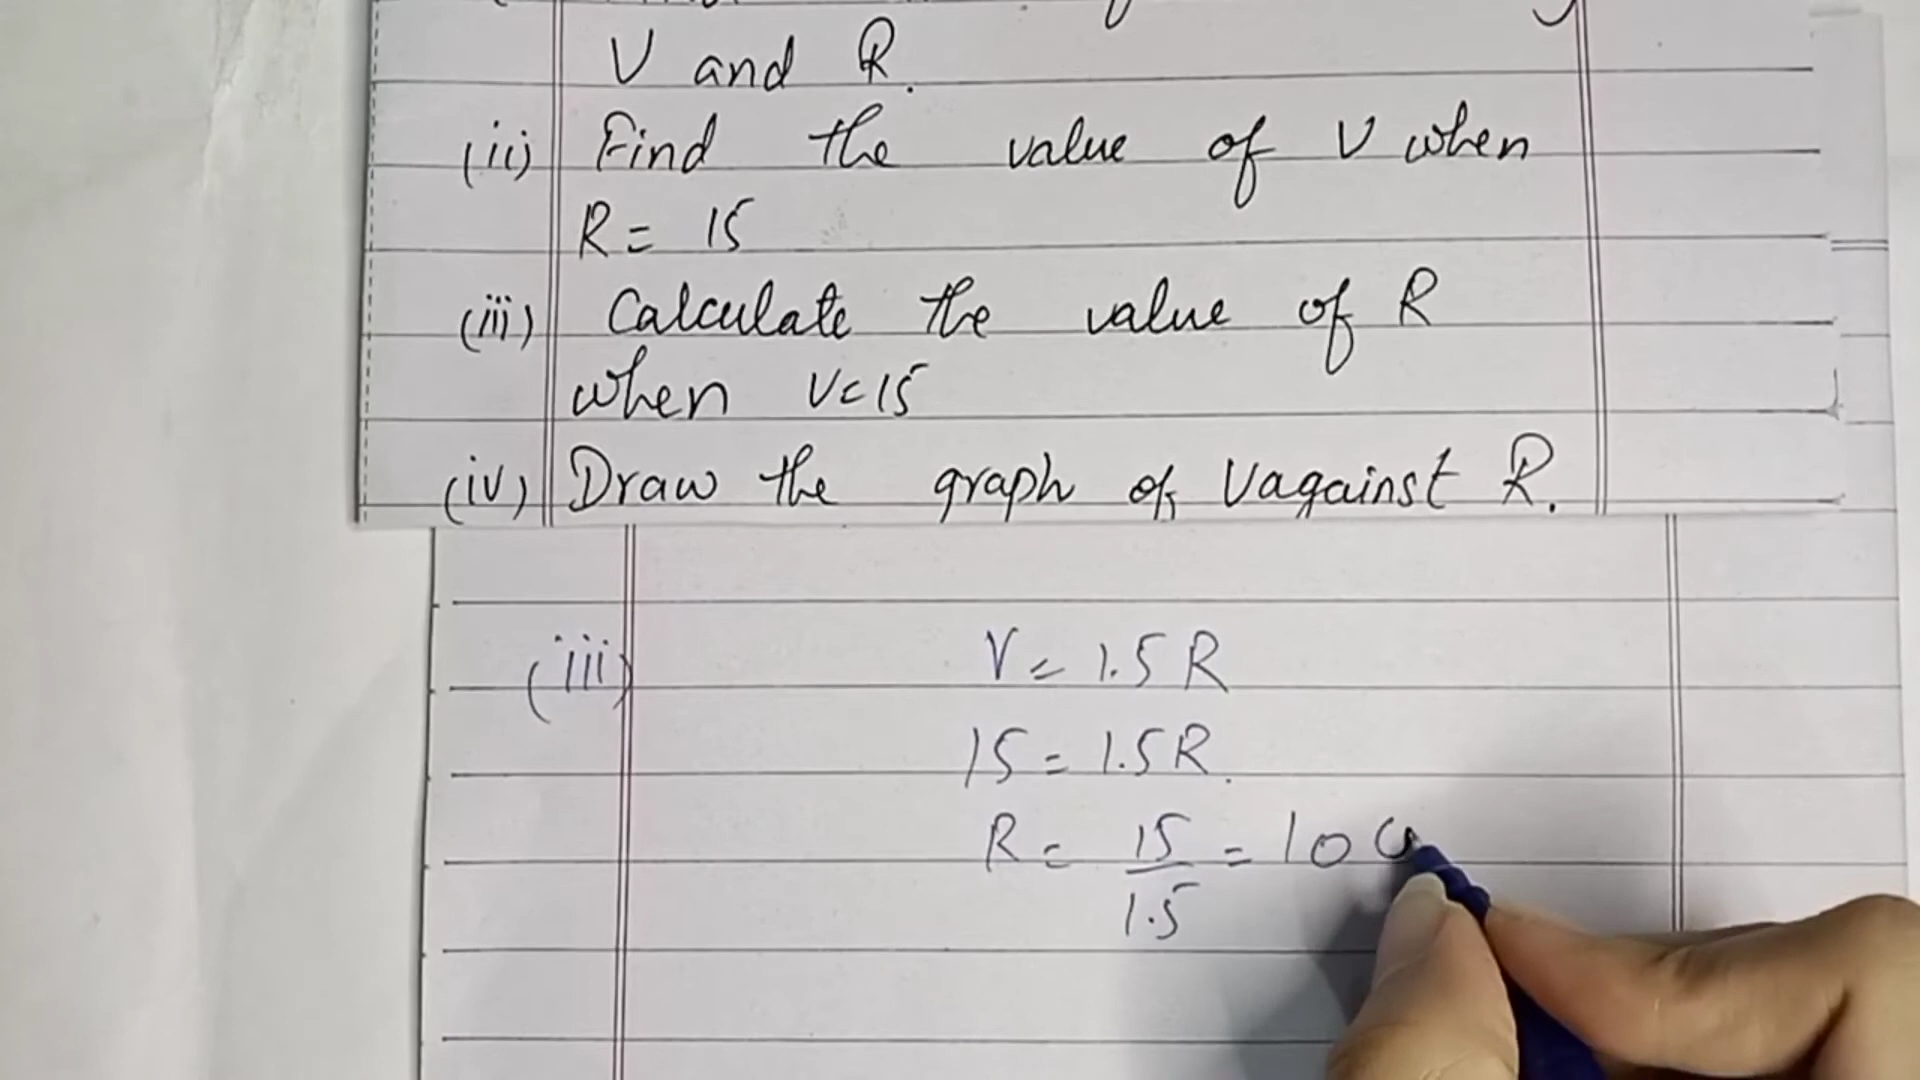 V and R.
(ii) Find the value of V when
R = 15
(iii) Calculate the value of R
when V = 15
(iv) Draw the graph of V against R.
(iii) V = 1.5 R
15 = 1.5R.
R = 15/1.5 = 10